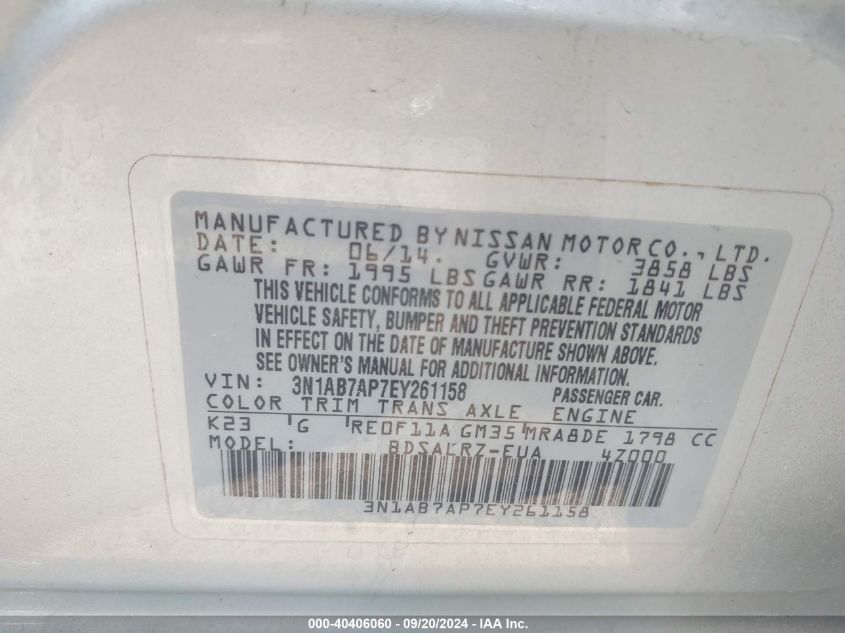 MANUFACTURED BY NISSAN MOTOR CO., LTD.
DATE: 06/14. GVWR: 3858 LBS
GAWR FR: 1995 LBS GAWR RR: 1841 LBS
THIS VEHICLE CONFORMS TO ALL APPLICABLE FEDERAL MOTOR
VEHICLE SAFETY, BUMPER AND THEFT PREVENTION STANDARDS
IN EFFECT ON THE DATE OF MANUFACTURE SHOWN ABOVE.
SEE OWNER'S MANUAL FOR ADDITIONAL INFORMATION.
VIN: 3N1AB7AP7EY261158 PASSENGER CAR.
COLOR TRIM TRANS AXLE ENGINE
K23 G RE0F11A GM35 MRA8DE 1798 CC
MODEL: BDSALRZ-EUA 4Z000
3N1AB7AP7EY261158
000-40406060 - 09/20/2024 - IAA Inc.